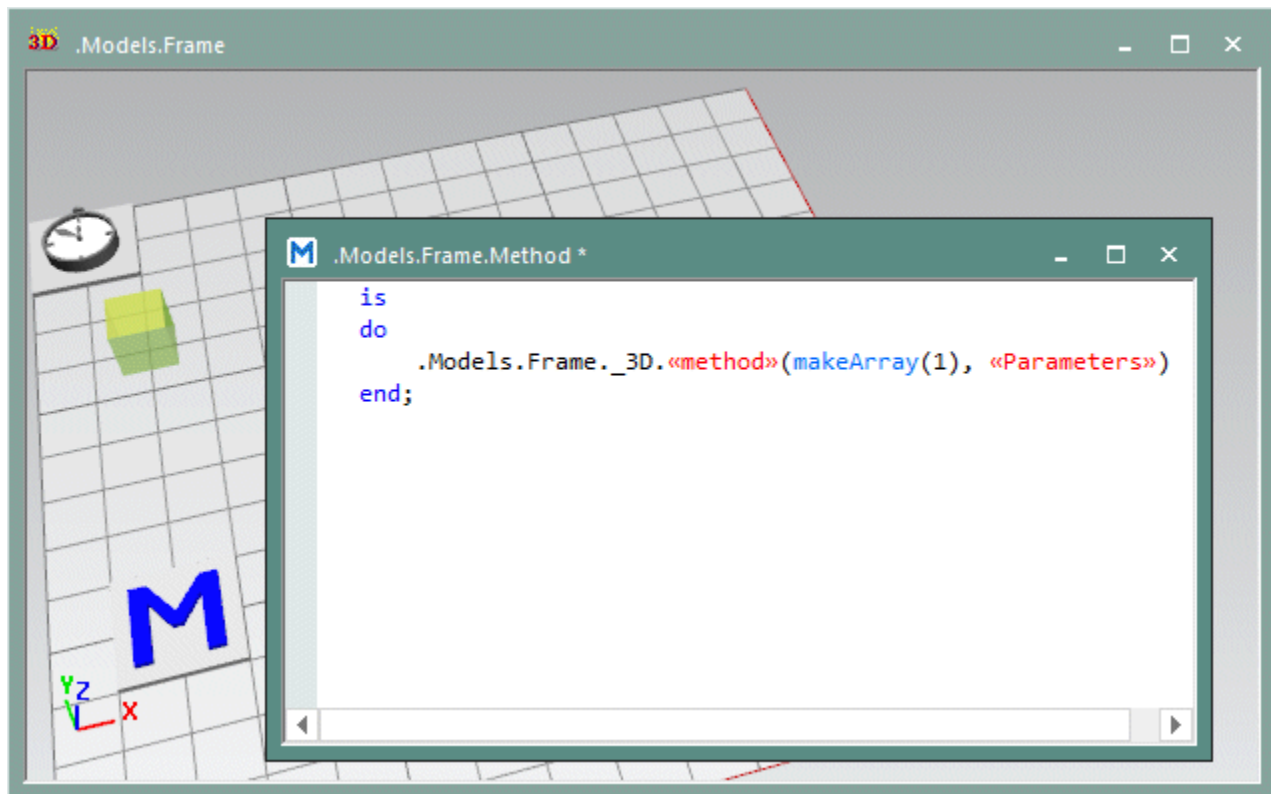 3D .Models.Frame
M .Models.Frame.Method *
is
do
.Models.Frame._3D.«method»(makeArray(1), «Parameters»)
end;
M
Y
Z
X